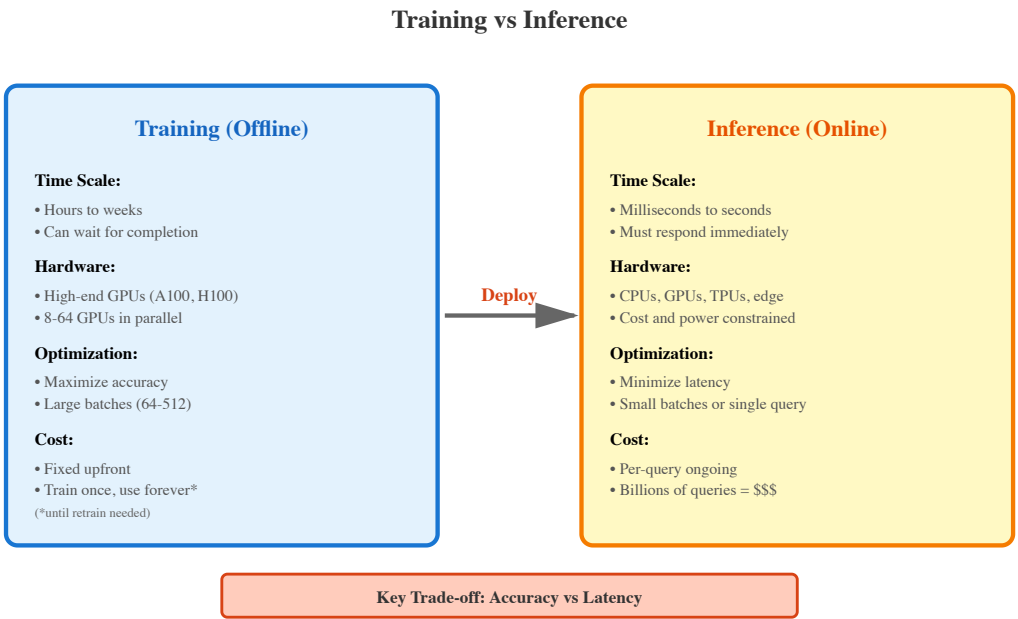 Training vs Inference
Training (Offline)
Time Scale:
• Hours to weeks
• Can wait for completion
Hardware:
• High-end GPUs (A100, H100)
• 8-64 GPUs in parallel
Optimization:
• Maximize accuracy
• Large batches (64-512)
Cost:
• Fixed upfront
• Train once, use forever*
(*until retrain needed)
Deploy
Inference (Online)
Time Scale:
• Milliseconds to seconds
• Must respond immediately
Hardware:
• CPUs, GPUs, TPUs, edge
• Cost and power constrained
Optimization:
• Minimize latency
• Small batches or single query
Cost:
• Per-query ongoing
• Billions of queries = $$$
Key Trade-off: Accuracy vs Latency